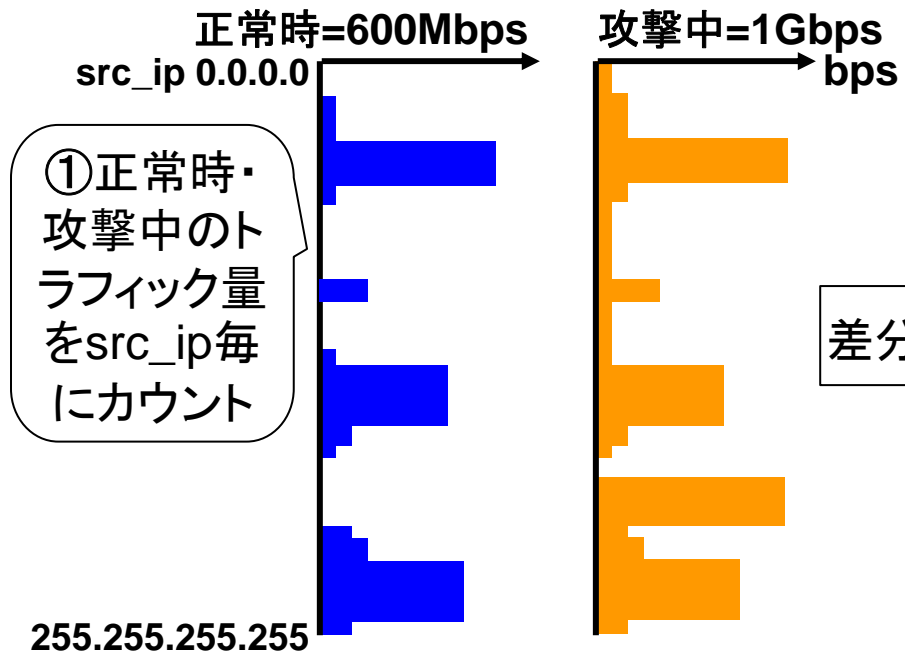 正常時=600Mbps
攻撃中=1Gbps
src_ip 0.0.0.0
bps
①正常時・
攻撃中のト
ラフィック量
をsrc_ip毎
にカウント
差分
255.255.255.255